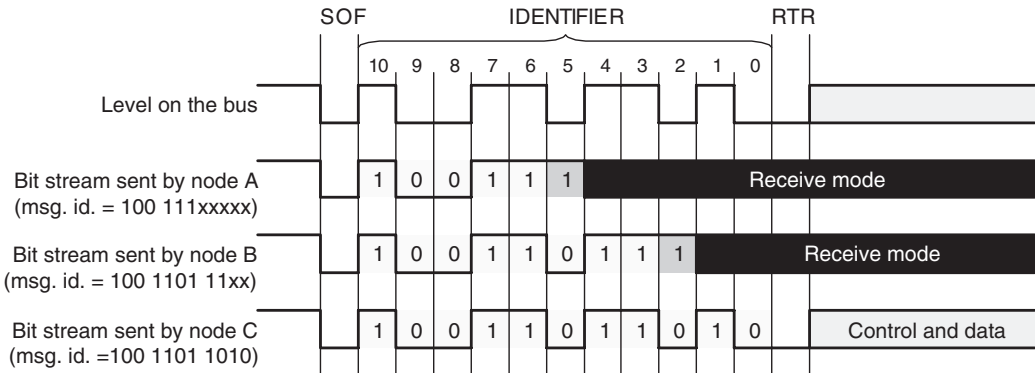 SOF IDENTIFIER RTR
10 9 8 7 6 5 4 3 2 1 0
Level on the bus
Bit stream sent by node A
(msg. id. = 100 111xxxxx)
1 0 0 1 1 1 Receive mode
Bit stream sent by node B
(msg. id. = 100 1101 11xx)
1 0 0 1 1 0 1 1 1 Receive mode
Bit stream sent by node C
(msg. id. =100 1101 1010)
1 0 0 1 1 0 1 1 0 1 0 Control and data